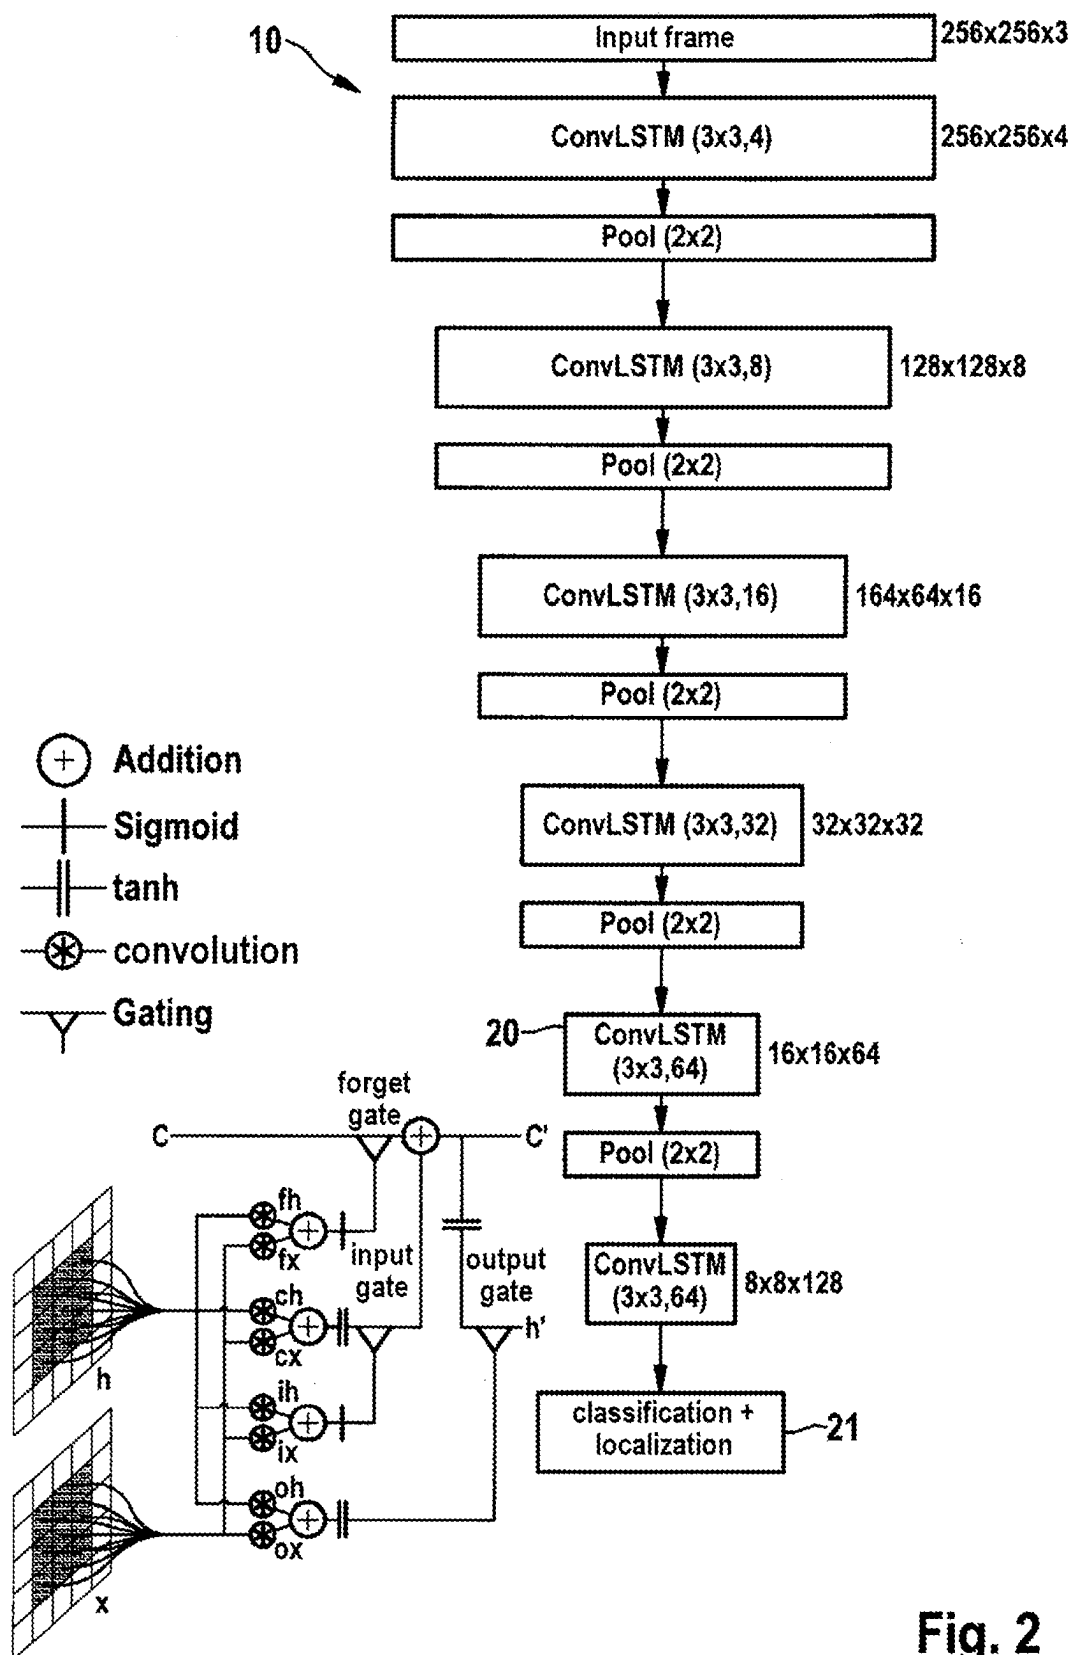 10
Input frame
256x256x3
ConvLSTM (3x3,4)
256x256x4
Pool (2x2)
ConvLSTM (3x3,8)
128x128x8
Pool (2x2)
ConvLSTM (3x3,16)
164x64x16
Pool (2x2)
ConvLSTM (3x3,32)
32x32x32
Pool (2x2)
20
ConvLSTM
(3x3,64)
16x16x64
Pool (2x2)
ConvLSTM
(3x3,64)
8x8x128
classification +
localization
21
Addition
Sigmoid
tanh
convolution
Gating
forget
gate
C
C'
fh
fx
input
gate
output
gate
ch
cx
h'
h
ih
ix
oh
ox
x
Fig. 2